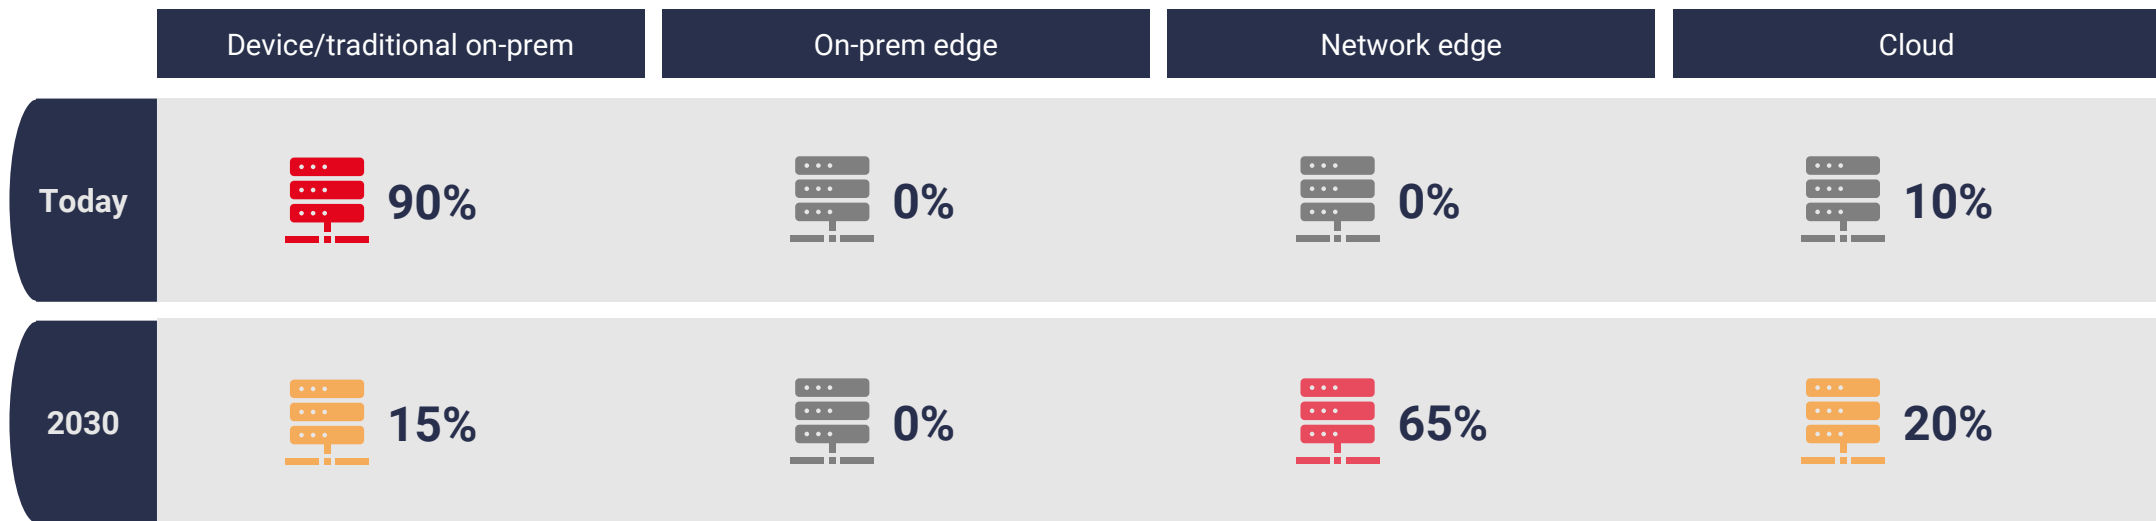 Device/traditional on-prem On-prem edge Network edge Cloud
Today 90% 0% 0% 10%
2030 15% 0% 65% 20%